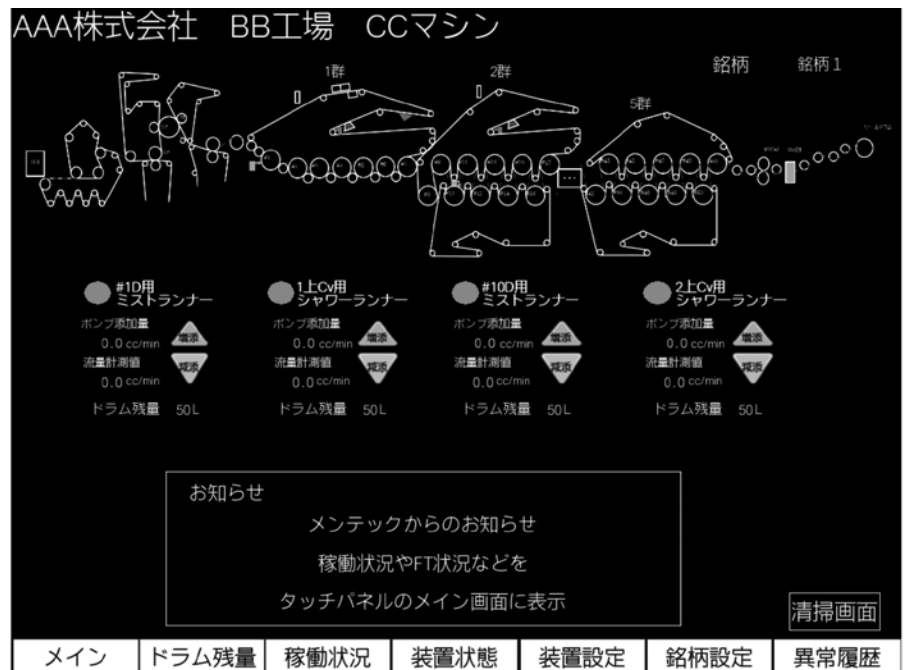 AAA株式会社 BB工場 CCマシン
銘柄 銘柄1
1群
2群
5群
#1D用
ミストランナー
ポンプ添加量
0.0 cc/min
増添
流量計測値
0.0 cc/min
減添
ドラム残量 50L
1上Cv用
シャワーランナー
ポンプ添加量
0.0 cc/min
増添
流量計測値
0.0 cc/min
減添
ドラム残量 50L
#10D用
ミストランナー
ポンプ添加量
0.0 cc/min
増添
流量計測値
0.0 cc/min
減添
ドラム残量 50L
2上Cv用
シャワーランナー
ポンプ添加量
0.0 cc/min
増添
流量計測値
0.0 cc/min
減添
ドラム残量 50L
お知らせ
メンテックからのお知らせ
稼働状況やFT状況などを
タッチパネルのメイン画面に表示
清掃画面
メイン ドラム残量 稼働状況 装置状態 装置設定 銘柄設定 異常履歴